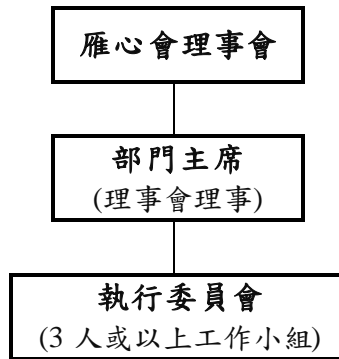 雁心會理事會
部門主席
(理事會理事)
執行委員會
(3 人或以上工作小組)